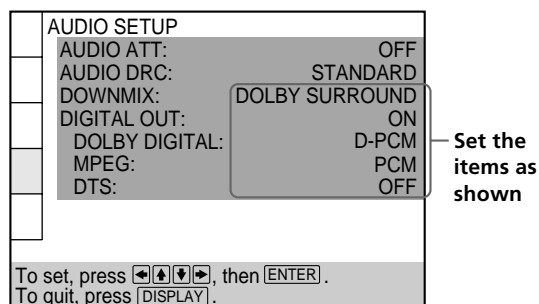 AUDIO SETUP
AUDIO ATT: OFF
AUDIO DRC: STANDARD
DOWNMIX: DOLBY SURROUND
DIGITAL OUT: ON
DOLBY DIGITAL: D-PCM
MPEG: PCM
DTS: OFF
Set the
items as
shown
To set, press ←↑↓→, then ENTER.
To quit, press DISPLAY.